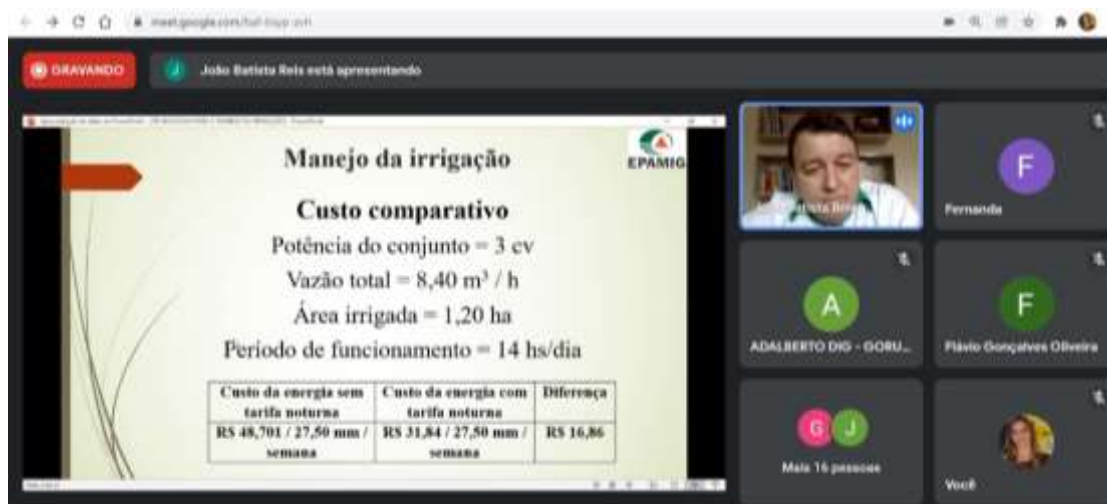 GRAVANDO
João Batista Reis está apresentando
Manejo da irrigação
EPAMIG
Custo comparativo
Potência do conjunto = 3 cv
Vazão total = 8,40 m³ / h
Área irrigada = 1,20 ha
Período de funcionamento = 14 hs/dia
Custo da energia sem tarifa noturna
Custo da energia com tarifa noturna
Diferença
R$ 48,701 / 27,50 mm / semana
R$ 31,84 / 27,50 mm / semana
R$ 16,86
F
Fernanda
A
ADALBERTO DIG - GORU...
F
Flávio Gonçalves Oliveira
G J
Mais 16 pessoas
Você